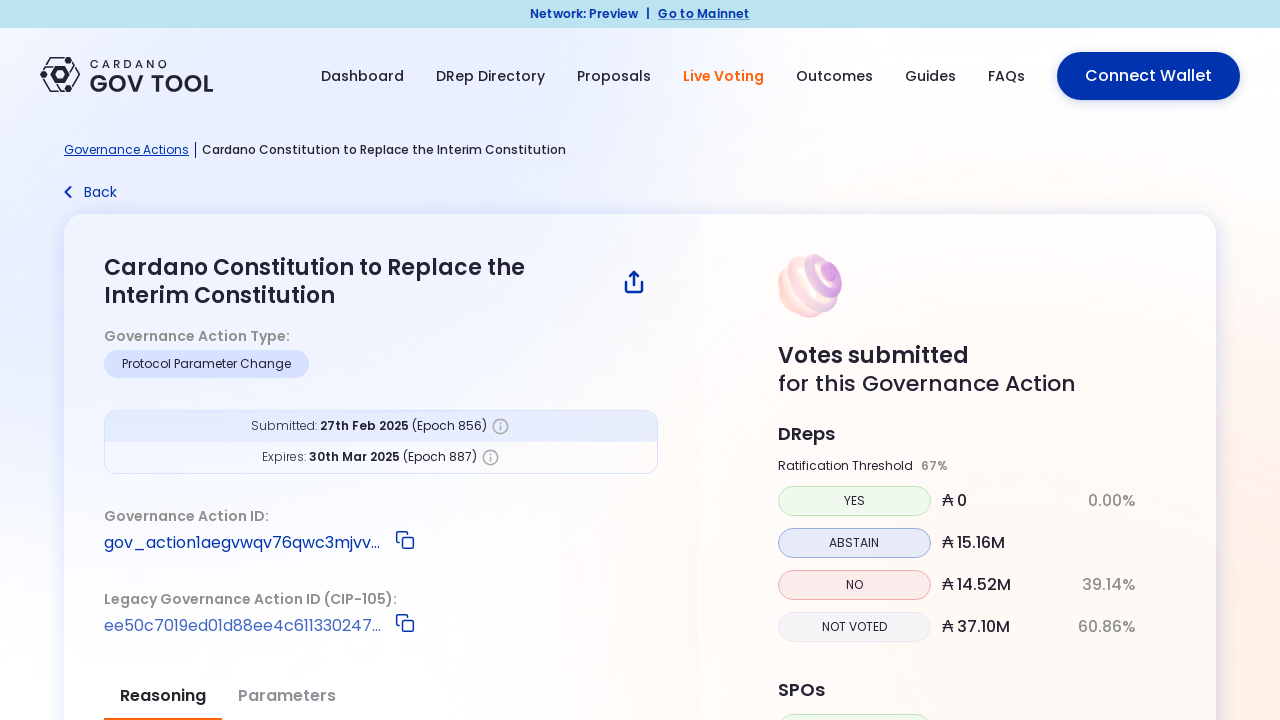 Network: Preview | Go to Mainnet
CARDANO
GOV TOOL
Dashboard
DRep Directory
Proposals
Live Voting
Outcomes
Guides
FAQs
Connect Wallet
Governance Actions | Cardano Constitution to Replace the Interim Constitution
Back
Cardano Constitution to Replace the
Interim Constitution
Governance Action Type:
Protocol Parameter Change
Submitted: 27th Feb 2025 (Epoch 856)
Expires: 30th Mar 2025 (Epoch 887)
Governance Action ID:
gov_action1aegvwqv76qwc3mjvv...
Legacy Governance Action ID (CIP-105):
ee50c7019ed01d88ee4c611330247...
Reasoning
Parameters
Votes submitted
for this Governance Action
DReps
Ratification Threshold 67%
YES ₳ 0 0.00%
ABSTAIN ₳ 15.16M
NO ₳ 14.52M 39.14%
NOT VOTED ₳ 37.10M 60.86%
SPOs